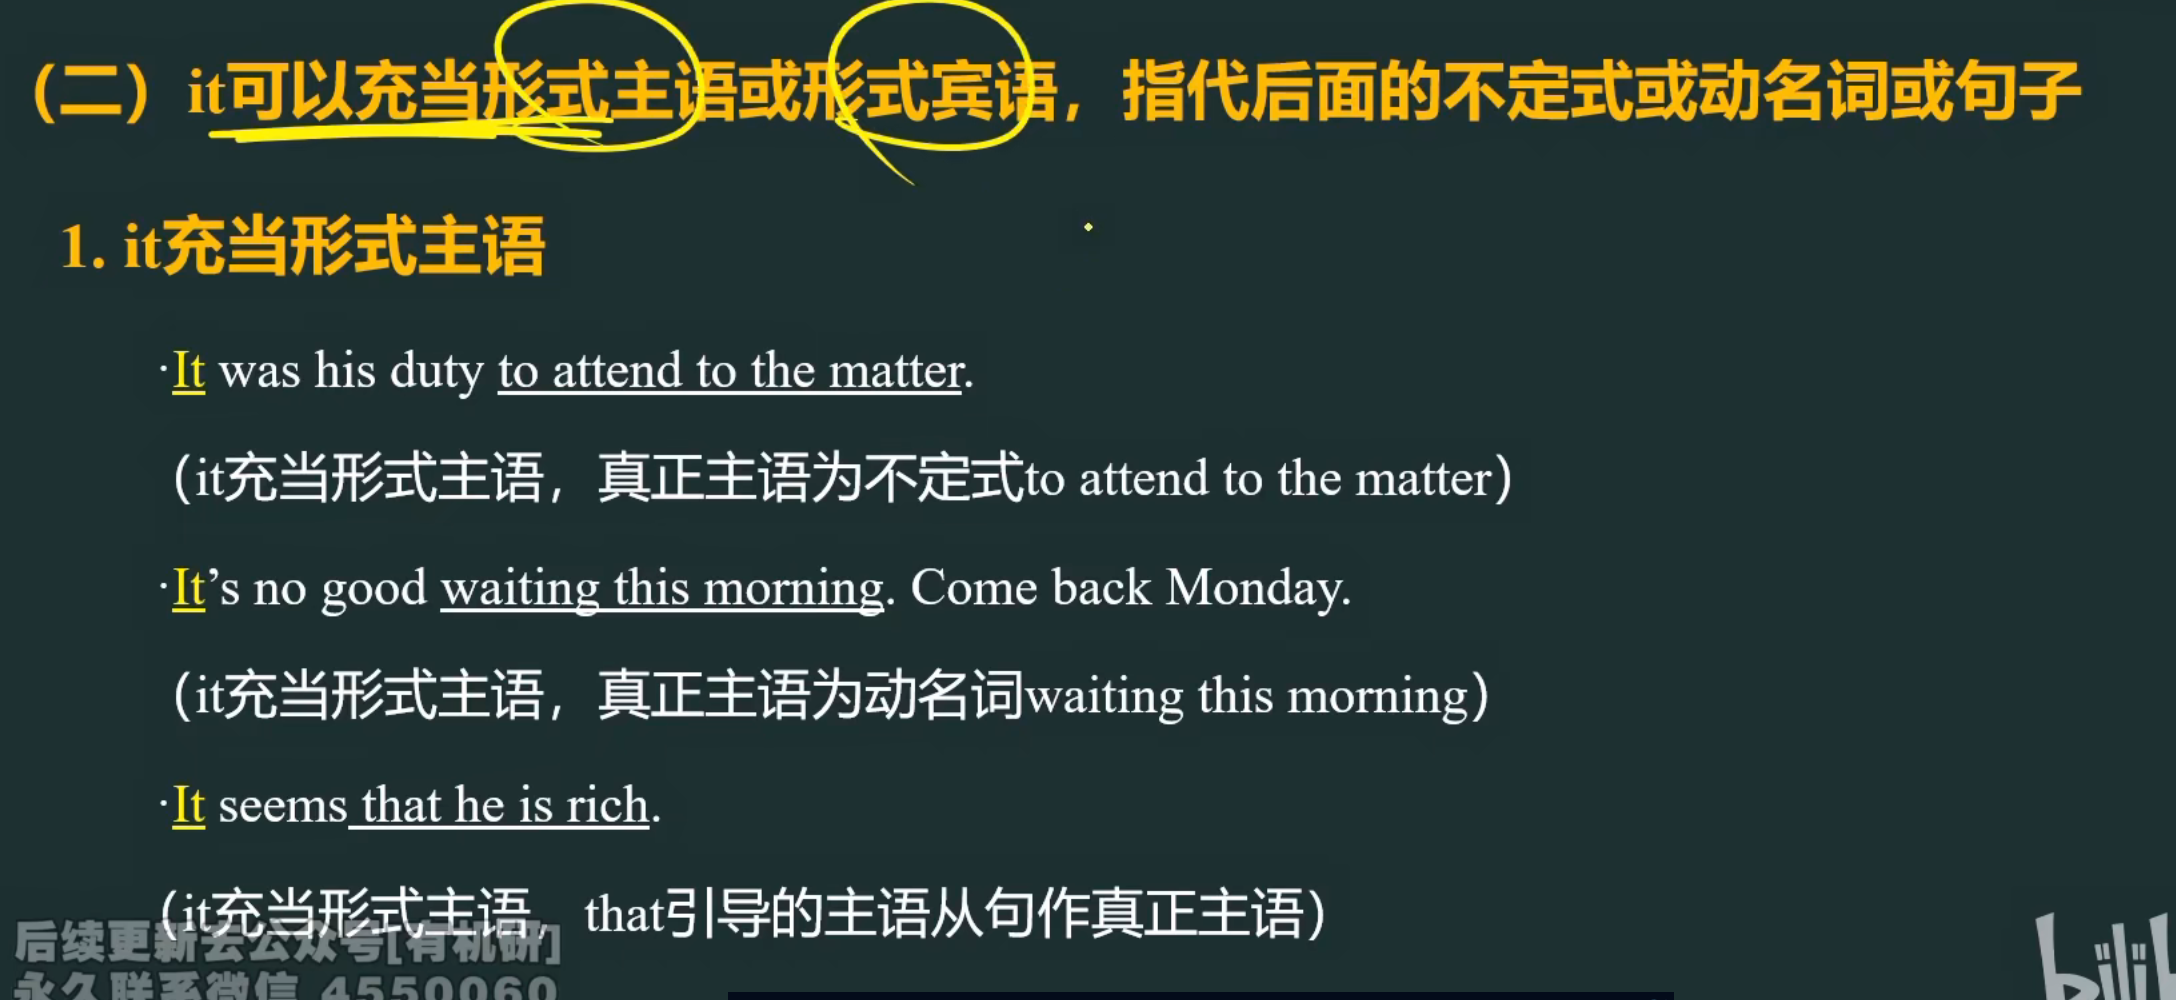 （二）it可以充当形式主语或形式宾语，指代后面的不定式或动名词或句子
1. it充当形式主语
·It was his duty to attend to the matter.
（it充当形式主语，真正主语为不定式to attend to the matter）
·It’s no good waiting this morning. Come back Monday.
（it充当形式主语，真正主语为动名词waiting this morning）
·It seems that he is rich.
（it充当形式主语，that引导的主语从句作真正主语）
后续更新去公众号[有机研]
永久联系微信 4550060
bilib